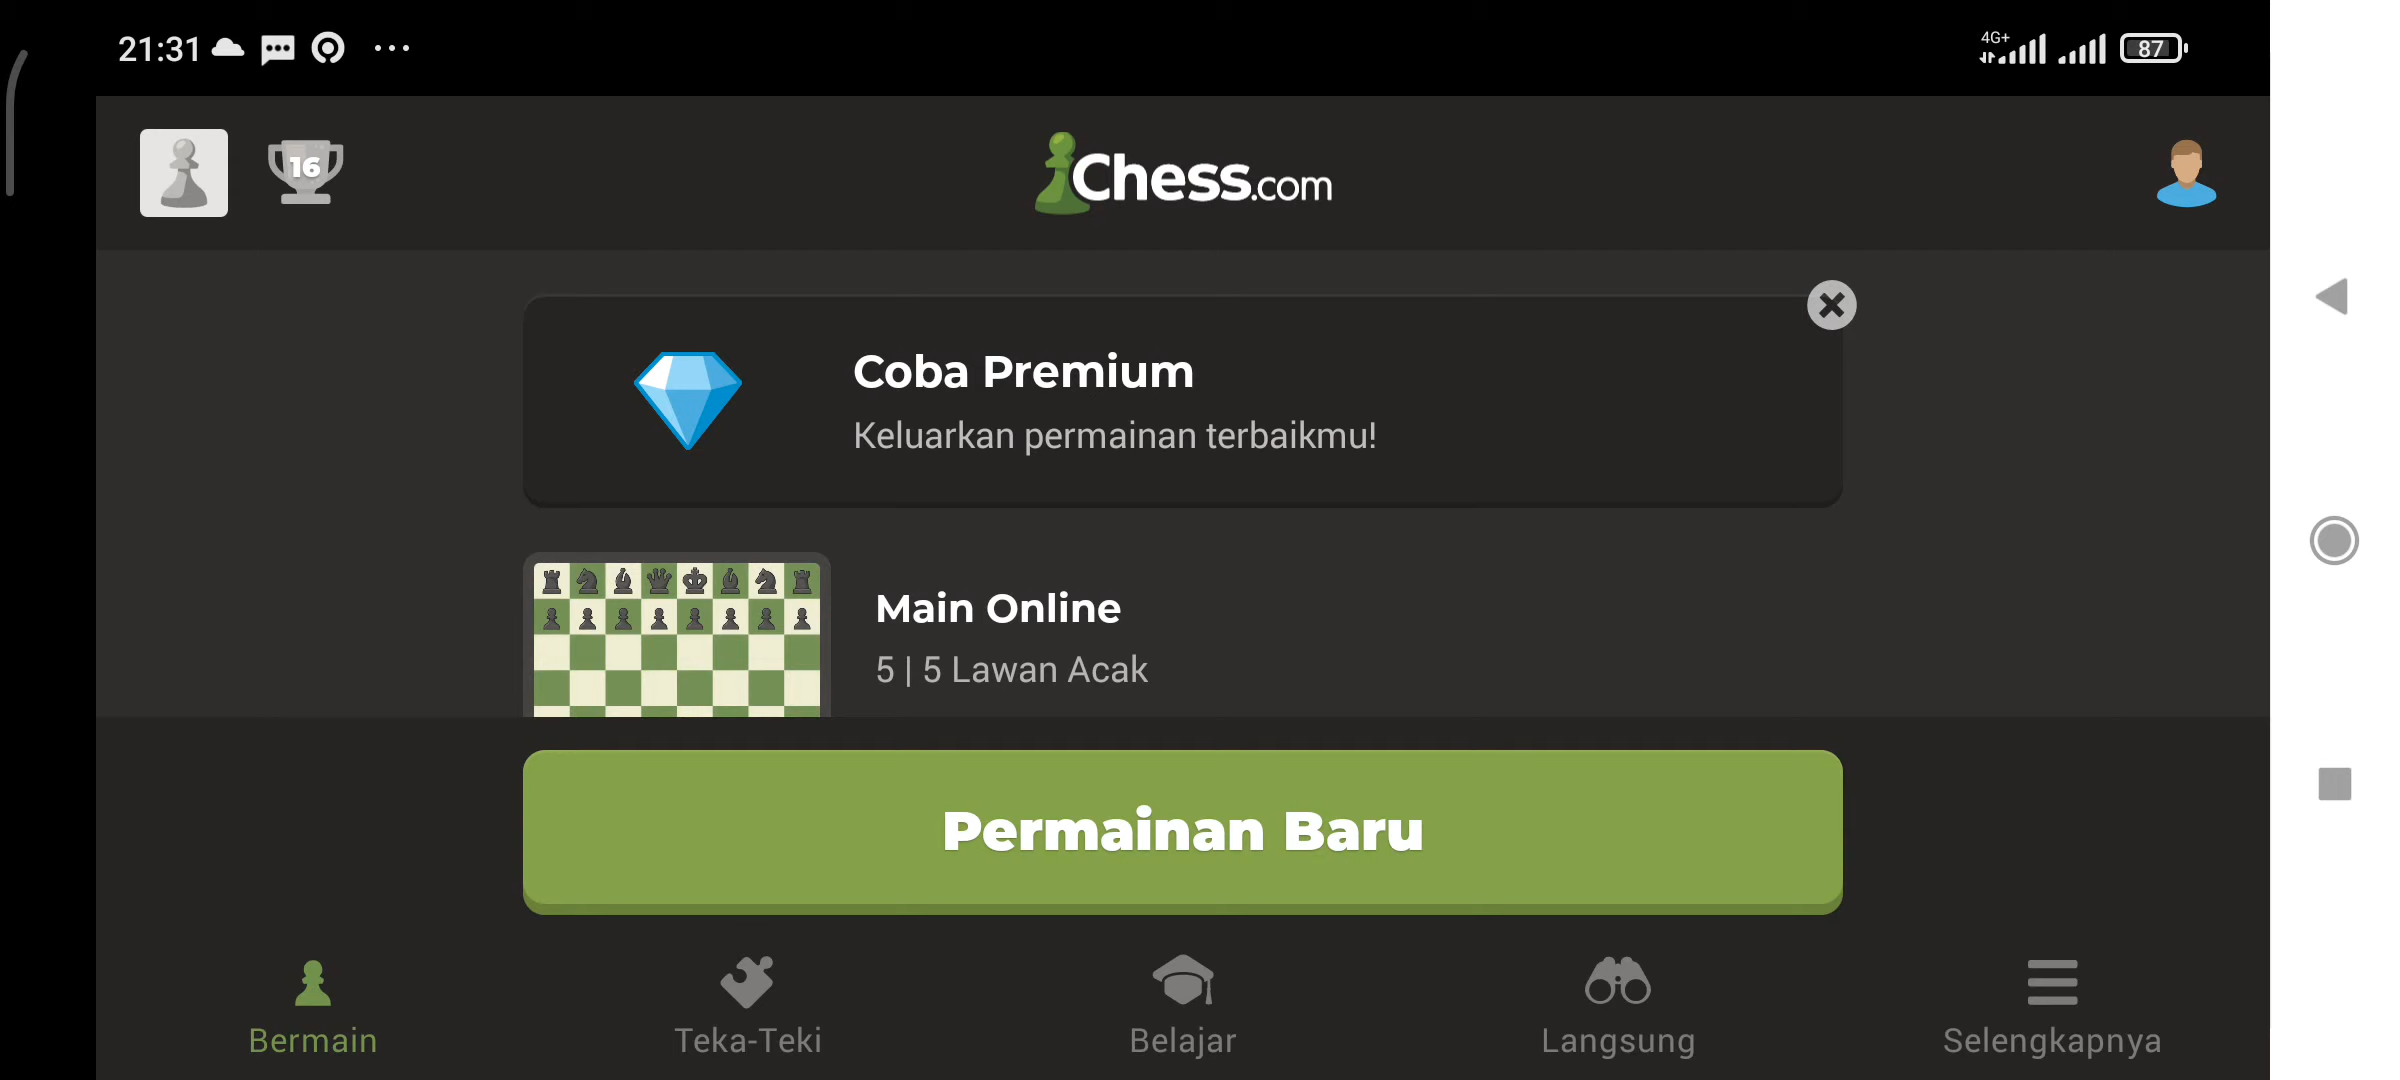 21:31
4G+
87
16
Chess.com
Coba Premium
Keluarkan permainan terbaikmu!
Main Online
5 | 5 Lawan Acak
Permainan Baru
Bermain
Teka-Teki
Belajar
Langsung
Selengkapnya